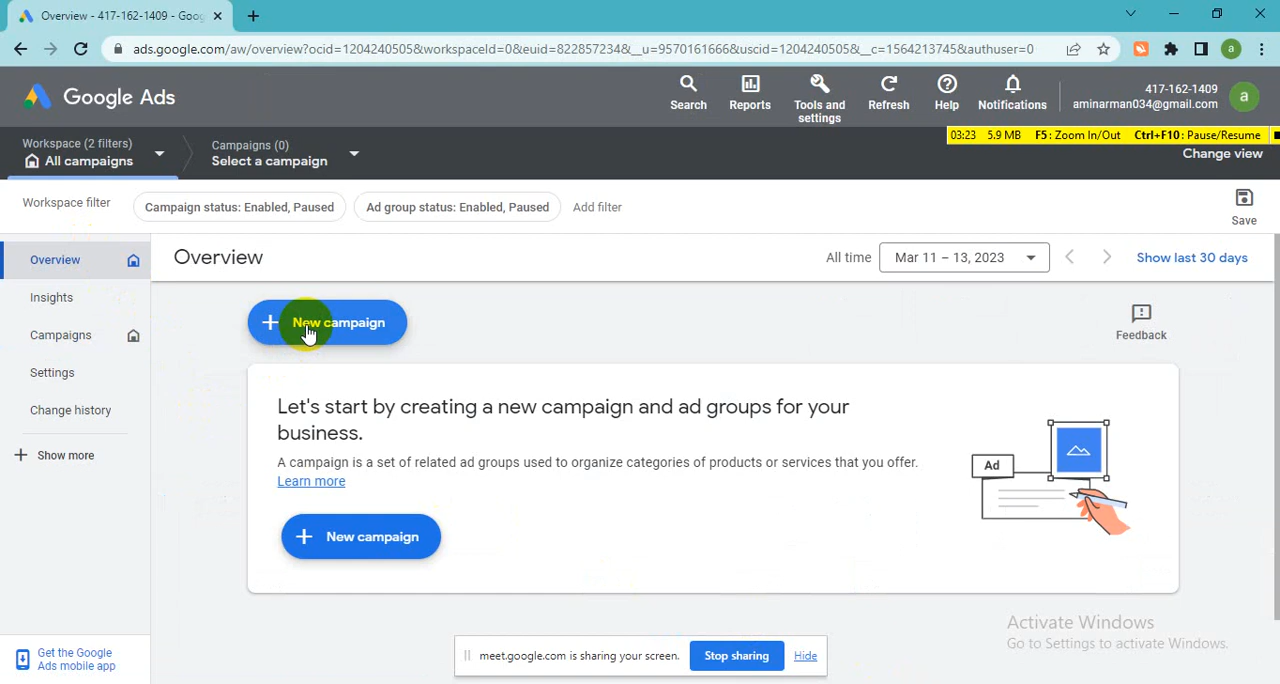 Overview - 417-162-1409 - Goog
ads.google.com/aw/overview?ocid=1204240505&workspaceId=0&euid=822857234&__u=9570161666&uscid=1204240505&__c=1564213745&authuser=0
a
Google Ads
Search
Reports
Tools and
settings
Refresh
Help
Notifications
417-162-1409
aminarman034@gmail.com
a
03:23 5.9 MB F5: Zoom In/Out Ctrl+F10: Pause/Resume
Workspace (2 filters)
All campaigns
Campaigns (0)
Select a campaign
Change view
Workspace filter
Campaign status: Enabled, Paused
Ad group status: Enabled, Paused
Add filter
Save
Overview
Insights
Campaigns
Settings
Change history
Show more
Get the Google
Ads mobile app
Overview
All time
Mar 11 – 13, 2023
Show last 30 days
New campaign
Feedback
Let's start by creating a new campaign and ad groups for your
business.
A campaign is a set of related ad groups used to organize categories of products or services that you offer.
Learn more
New campaign
Ad
Activate Windows
Go to Settings to activate Windows.
meet.google.com is sharing your screen.
Stop sharing
Hide